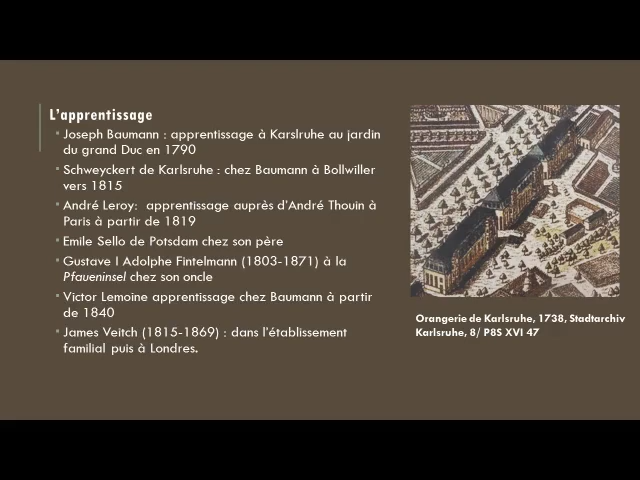 L'apprentissage
▪ Joseph Baumann : apprentissage à Karslruhe au jardin
du grand Duc en 1790
▪ Schweyckert de Karlsruhe : chez Baumann à Bollwiller
vers 1815
▪ André Leroy:  apprentissage auprès d'André Thouin à
Paris à partir de 1819
▪ Emile Sello de Potsdam chez son père
▪ Gustave I Adolphe Fintelmann (1803-1871) à la
Pfaueninsel chez son oncle
▪ Victor Lemoine apprentissage chez Baumann à partir
de 1840
▪ James Veitch (1815-1869) : dans l'établissement
familial puis à Londres.
Orangerie de Karlsruhe, 1738, Stadtarchiv
Karlsruhe, 8/ P8S XVI 47